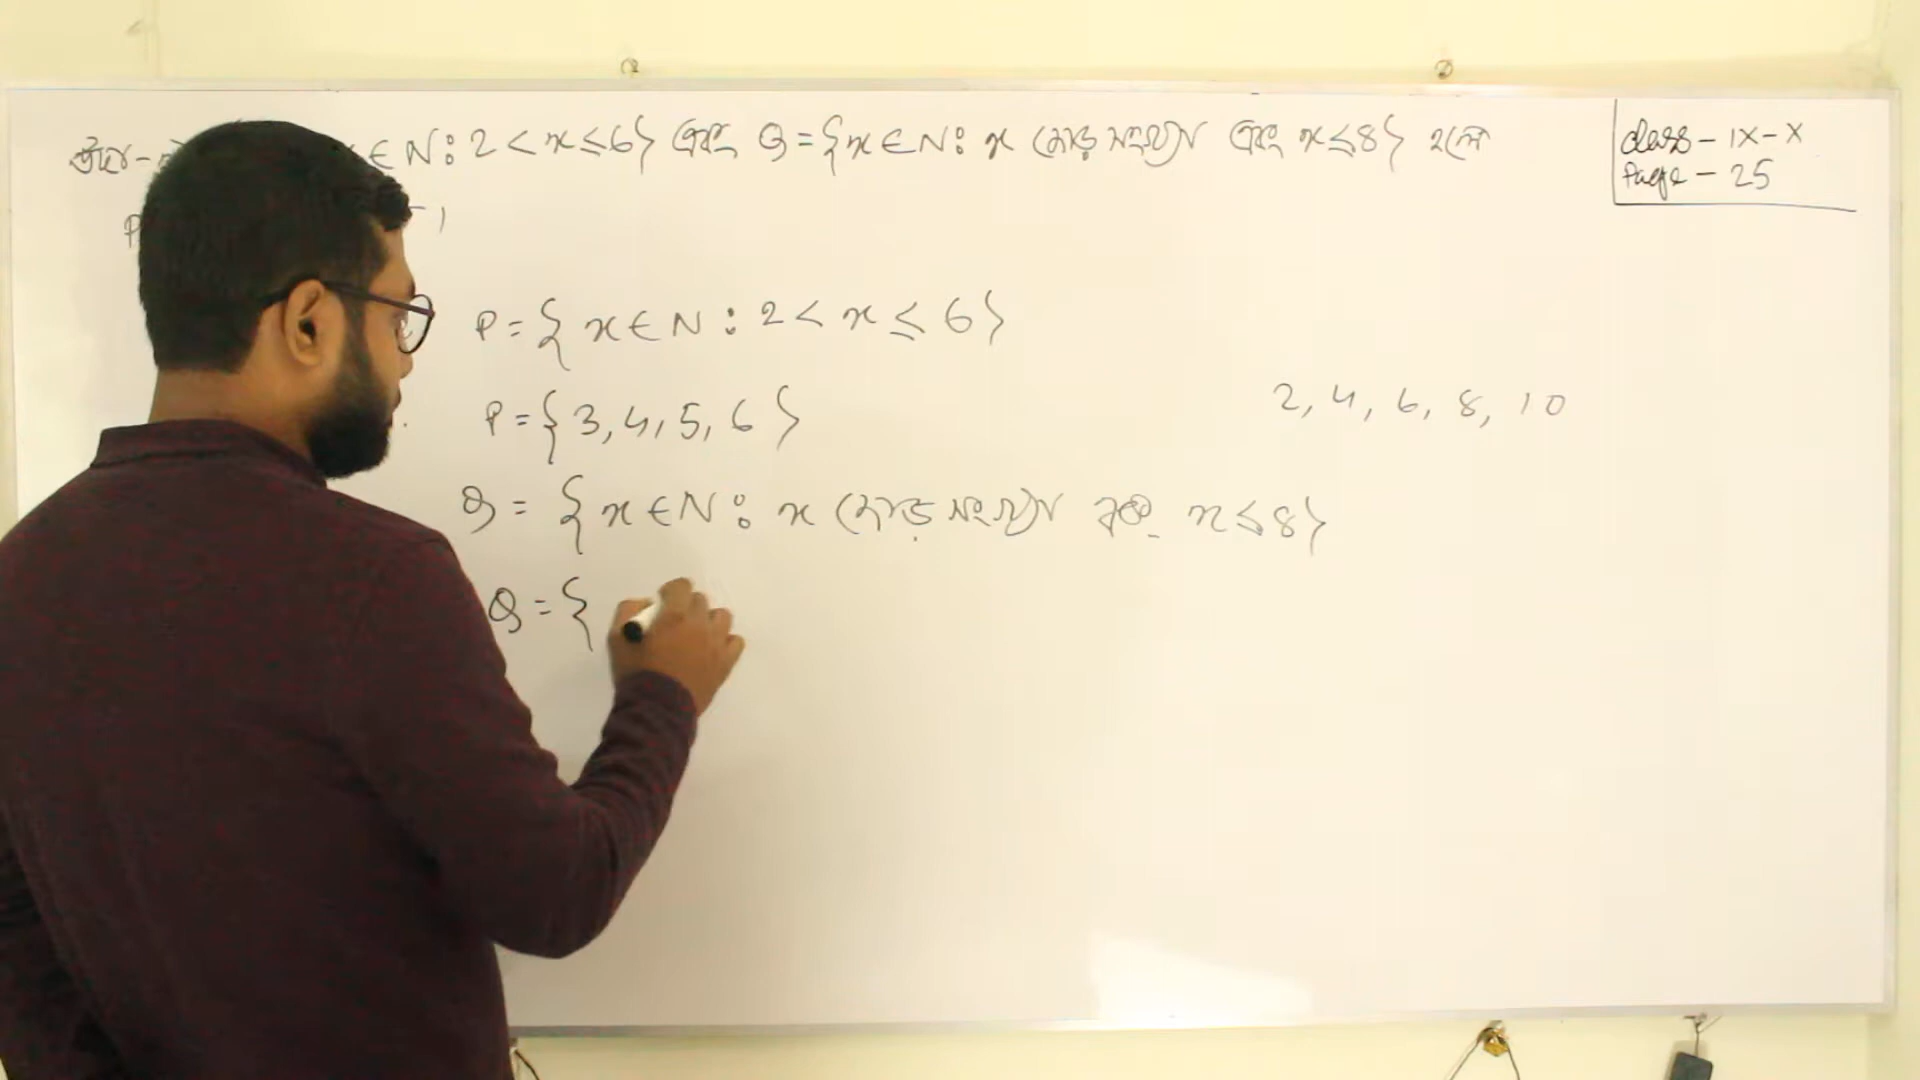 ∈N: 2<x≤6} এবং Q={x∈N: x জোড় সংখ্যা এবং x≤8} হলে
Class - IX-X
Page - 25
P
P={x∈N: 2<x≤6}
P={3,4,5,6}
2, 4, 6, 8, 10
Q={x∈N: x জোড় সংখ্যা এবং x≤8}
Q={